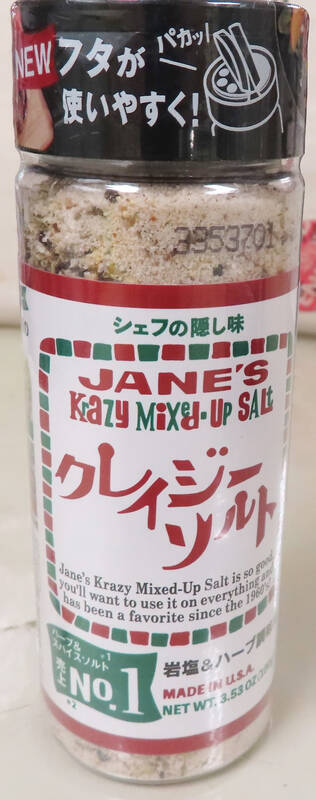 NEW フタが
パカッ!
使いやすく!
3353701
シェフの隠し味
JANE'S
Krazy Mixed-Up Salt
クレイジー
ソルト
Jane's Krazy Mixed-Up Salt is so good,
you'll want to use it on everything and
has been a favorite since the 1960's
ハーブ&
スパイスソルト ※1
売上 No.1
※2
岩塩&ハーブ
MADE IN U.S.A.
NET WT. 3.53 OZ